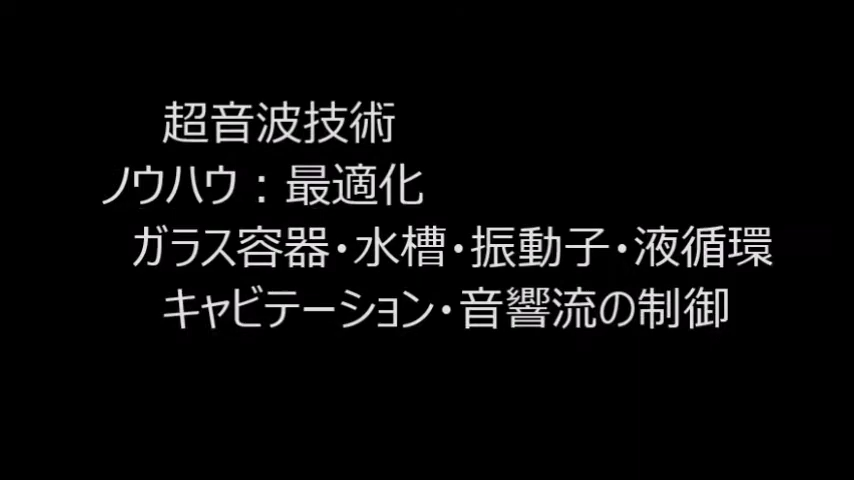 超音波技術
ノウハウ：最適化
ガラス容器・水槽・振動子・液循環
キャビテーション・音響流の制御